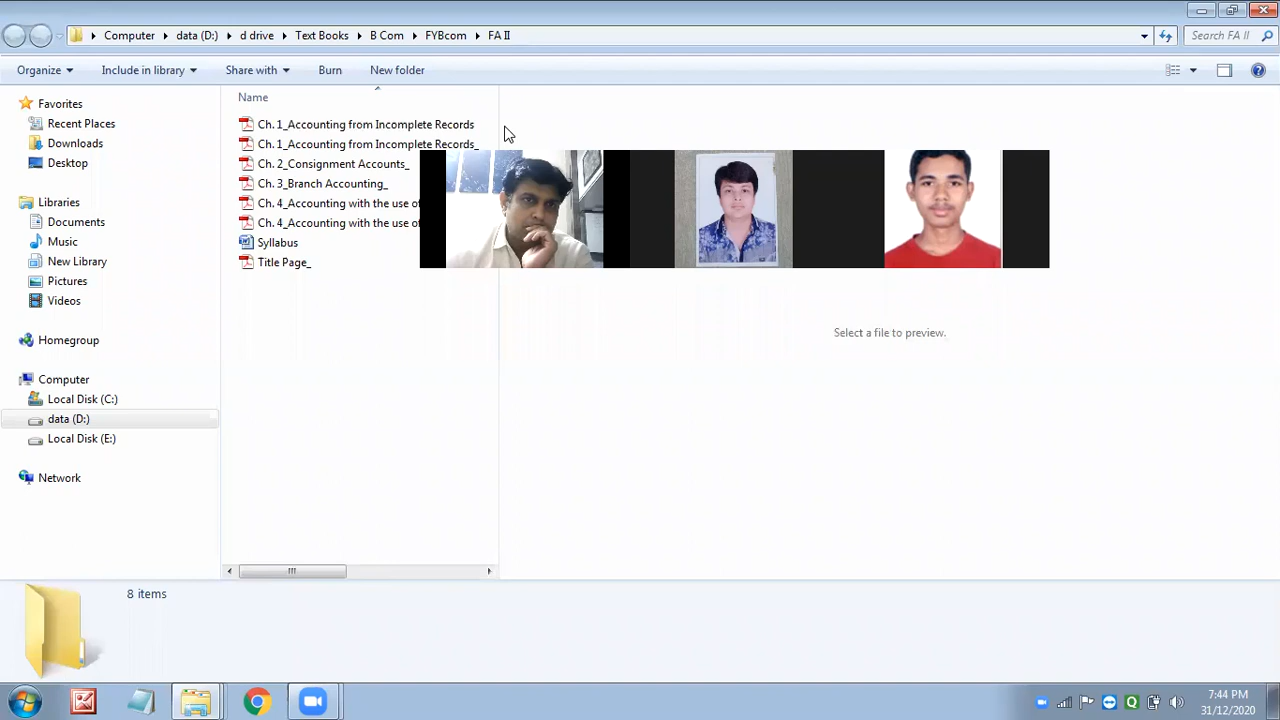 Computer data (D:) d drive Text Books B Com FYBcom FA II Search FA II
Organize Include in library Share with Burn New folder
Name
Favorites
Recent Places
Downloads
Desktop
Libraries
Documents
Music
New Library
Pictures
Videos
Homegroup
Computer
Local Disk (C:)
data (D:)
Local Disk (E:)
Network
Ch. 1_Accounting from Incomplete Records
Ch. 1_Accounting from Incomplete Records_
Ch. 2_Consignment Accounts_
Ch. 3_Branch Accounting_
Ch. 4_Accounting with the use of
Ch. 4_Accounting with the use of
Syllabus
Title Page_
Select a file to preview.
8 items
7:44 PM
31/12/2020